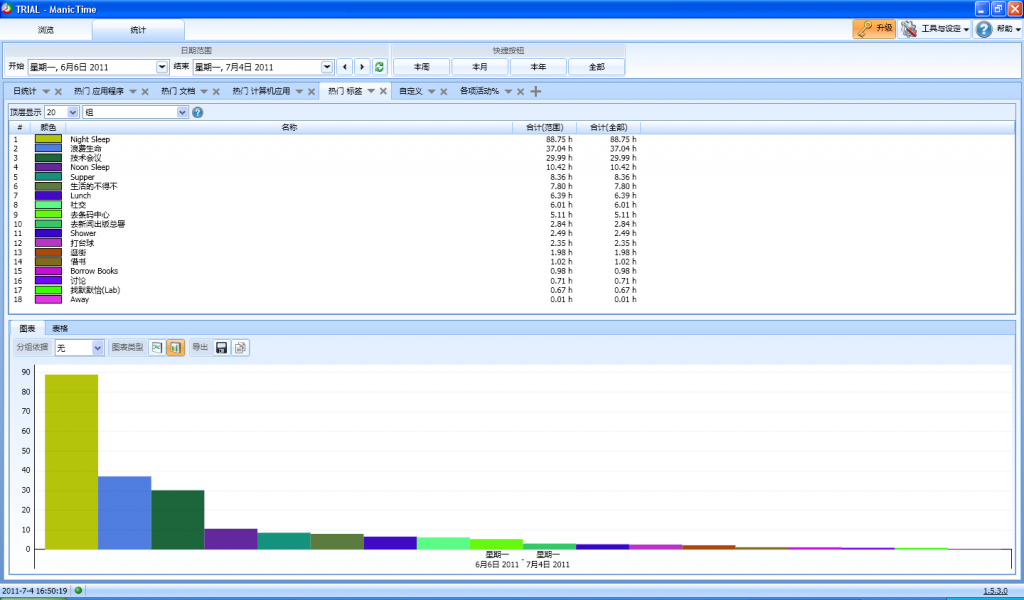 TRIAL - ManicTime
浏览 统计 升级 工具与设定 帮助
日期范围 快捷按钮
开始 星期一, 6月6日 2011 结束 星期一, 7月4日 2011 本周 本月 本年 全部
日统计 热门 应用程序 热门 文档 热门 计算机应用 热门 标签 自定义 各项活动%
顶层显示 20 组
# 颜色 名称 合计(范围) 合计(全部)
1 Night Sleep 88.75 h 88.75 h
2 浪费生命 37.04 h 37.04 h
3 技术会议 29.99 h 29.99 h
4 Noon Sleep 10.42 h 10.42 h
5 Supper 8.36 h 8.36 h
6 生活的不得不 7.80 h 7.80 h
7 Lunch 6.39 h 6.39 h
8 社交 6.01 h 6.01 h
9 去条码中心 5.11 h 5.11 h
10 去新闻出版总署 2.84 h 2.84 h
11 Shower 2.49 h 2.49 h
12 打台球 2.35 h 2.35 h
13 逛街 1.98 h 1.98 h
14 借书 1.02 h 1.02 h
15 Borrow Books 0.98 h 0.98 h
16 讨论 0.71 h 0.71 h
17 找默默恰(Lab) 0.67 h 0.67 h
18 Away 0.01 h 0.01 h
图表 表格
分组依据 无 图表类型 导出
90
80
70
60
50
40
30
20
10
0
星期一 星期一
6月6日 2011 - 7月4日 2011
2011-7-4 16:50:19 1.5.3.0